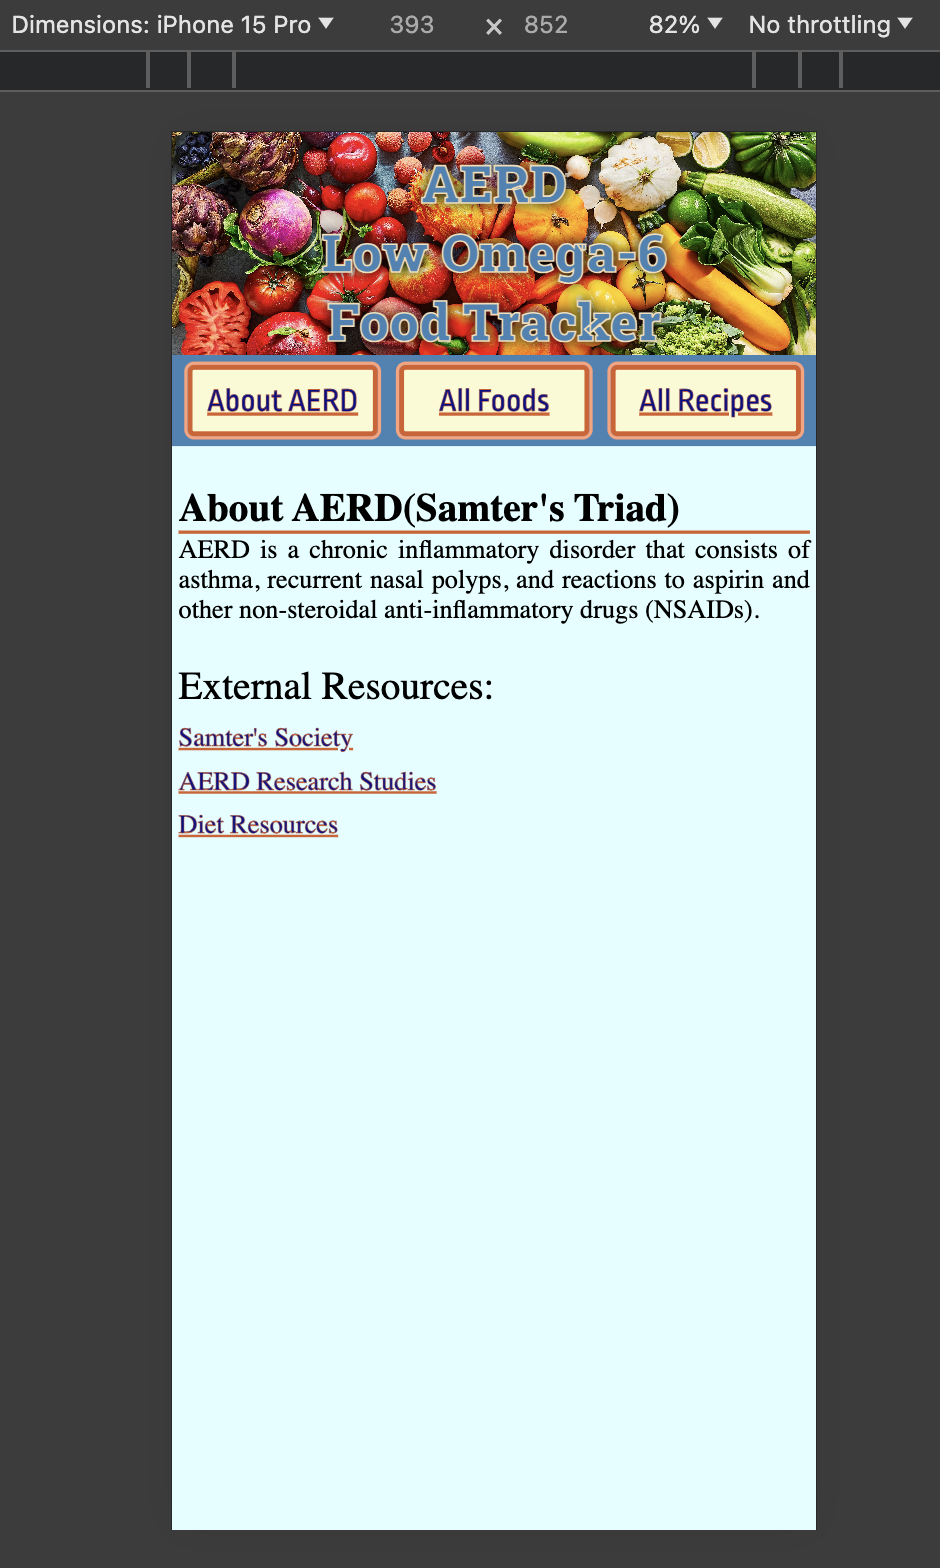 Dimensions: iPhone 15 Pro ▼ 393 × 852 82% ▼ No throttling ▼
AERD
Low Omega-6
Food Tracker
About AERD All Foods All Recipes
About AERD(Samter's Triad)
AERD is a chronic inflammatory disorder that consists of
asthma, recurrent nasal polyps, and reactions to aspirin and
other non-steroidal anti-inflammatory drugs (NSAIDs).
External Resources:
Samter's Society
AERD Research Studies
Diet Resources